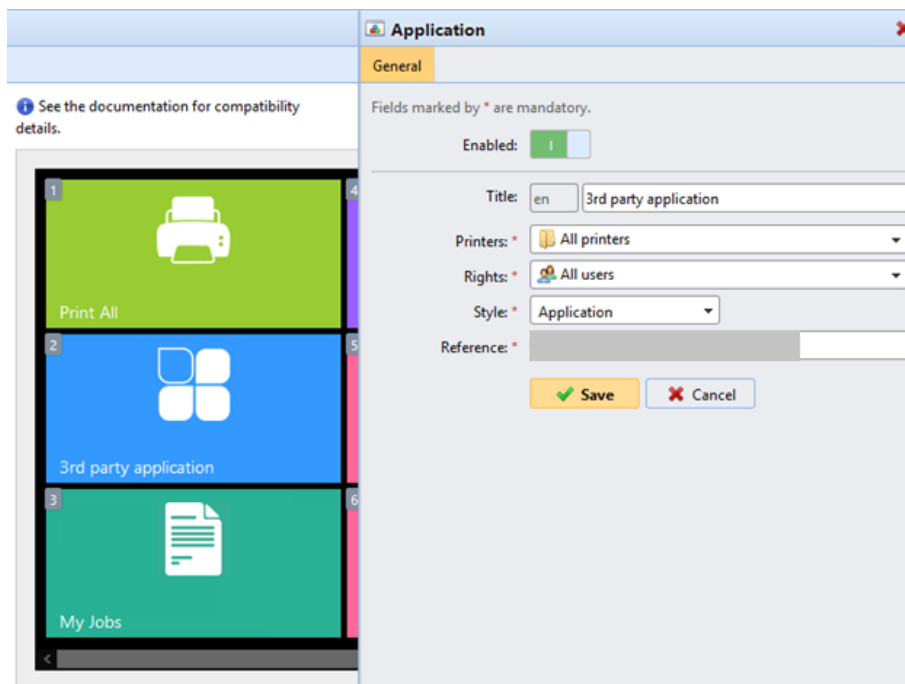 Application
General
See the documentation for compatibility
details.
Fields marked by * are mandatory.
Enabled:
I
Title:
en
3rd party application
Printers: *
All printers
Rights: *
All users
Style: *
Application
Reference: *
Save
Cancel
1
Print All
4
2
3rd party application
5
3
My Jobs
6